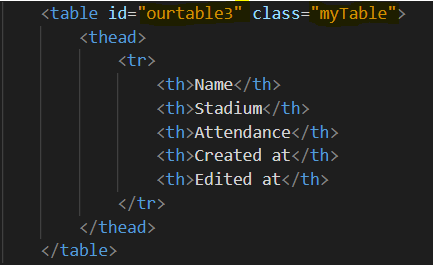 <table id="ourtable3" class="myTable">
    <thead>
        <tr>
            <th>Name</th>
            <th>Stadium</th>
            <th>Attendance</th>
            <th>Created at</th>
            <th>Edited at</th>
        </tr>
    </thead>
</table>